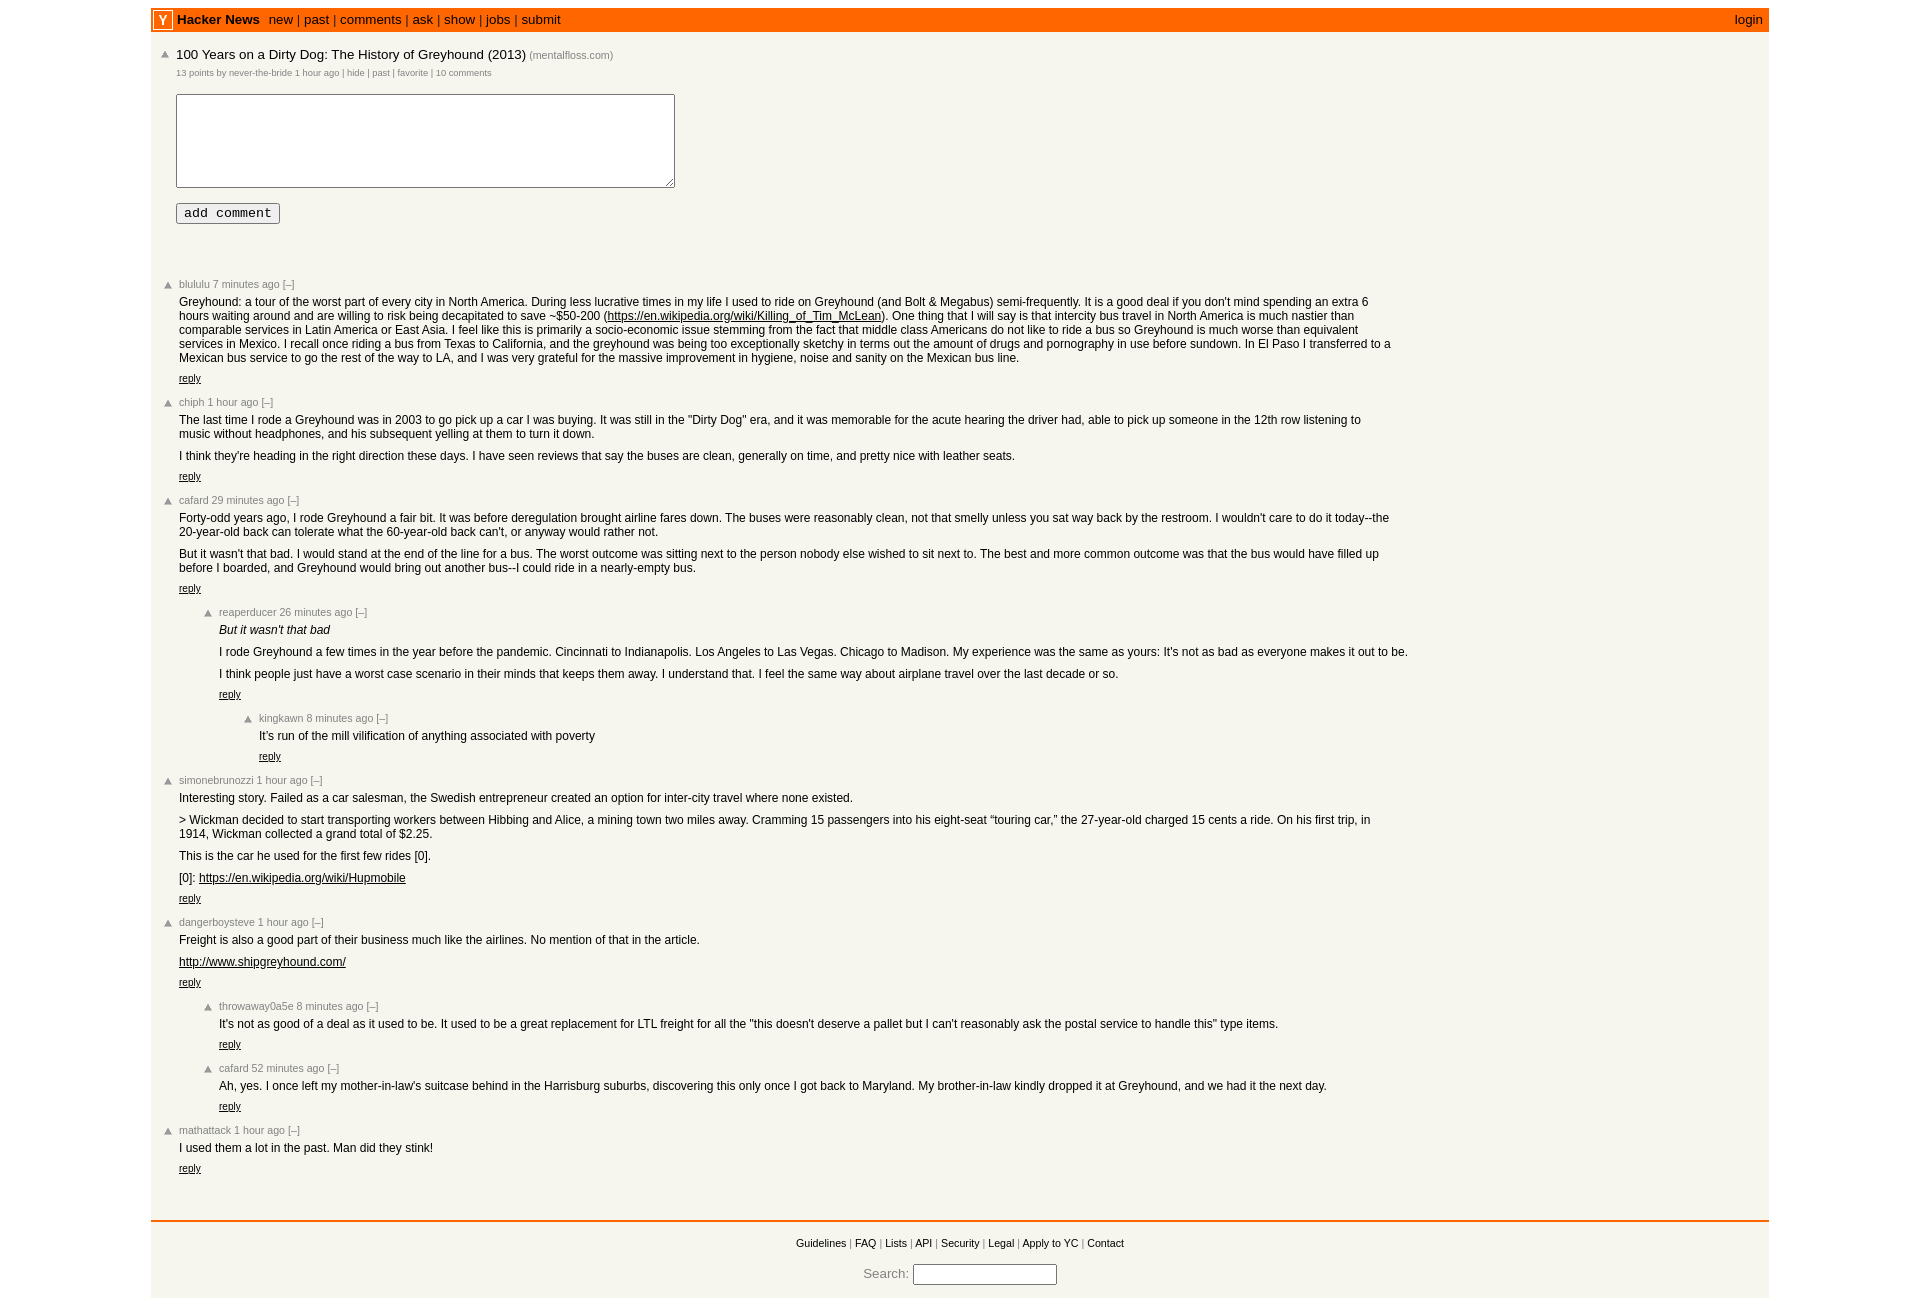 Y Hacker News new | past | comments | ask | show | jobs | submit login
100 Years on a Dirty Dog: The History of Greyhound (2013) (mentalfloss.com)
13 points by never-the-bride 1 hour ago | hide | past | favorite | 10 comments
add comment
blululu 7 minutes ago [–]
Greyhound: a tour of the worst part of every city in North America. During less lucrative times in my life I used to ride on Greyhound (and Bolt & Megabus) semi-frequently. It is a good deal if you don't mind spending an extra 6
hours waiting around and are willing to risk being decapitated to save ~$50-200 (https://en.wikipedia.org/wiki/Killing_of_Tim_McLean). One thing that I will say is that intercity bus travel in North America is much nastier than
comparable services in Latin America or East Asia. I feel like this is primarily a socio-economic issue stemming from the fact that middle class Americans do not like to ride a bus so Greyhound is much worse than equivalent
services in Mexico. I recall once riding a bus from Texas to California, and the greyhound was being too exceptionally sketchy in terms out the amount of drugs and pornography in use before sundown. In El Paso I transferred to a
Mexican bus service to go the rest of the way to LA, and I was very grateful for the massive improvement in hygiene, noise and sanity on the Mexican bus line.
reply
chiph 1 hour ago [–]
The last time I rode a Greyhound was in 2003 to go pick up a car I was buying. It was still in the "Dirty Dog" era, and it was memorable for the acute hearing the driver had, able to pick up someone in the 12th row listening to
music without headphones, and his subsequent yelling at them to turn it down.
I think they're heading in the right direction these days. I have seen reviews that say the buses are clean, generally on time, and pretty nice with leather seats.
reply
cafard 29 minutes ago [–]
Forty-odd years ago, I rode Greyhound a fair bit. It was before deregulation brought airline fares down. The buses were reasonably clean, not that smelly unless you sat way back by the restroom. I wouldn't care to do it today--the
20-year-old back can tolerate what the 60-year-old back can't, or anyway would rather not.
But it wasn't that bad. I would stand at the end of the line for a bus. The worst outcome was sitting next to the person nobody else wished to sit next to. The best and more common outcome was that the bus would have filled up
before I boarded, and Greyhound would bring out another bus--I could ride in a nearly-empty bus.
reply
reaperducer 26 minutes ago [–]
But it wasn't that bad
I rode Greyhound a few times in the year before the pandemic. Cincinnati to Indianapolis. Los Angeles to Las Vegas. Chicago to Madison. My experience was the same as yours: It's not as bad as everyone makes it out to be.
I think people just have a worst case scenario in their minds that keeps them away. I understand that. I feel the same way about airplane travel over the last decade or so.
reply
kingkawn 8 minutes ago [–]
It's run of the mill vilification of anything associated with poverty
reply
simonebrunozzi 1 hour ago [–]
Interesting story. Failed as a car salesman, the Swedish entrepreneur created an option for inter-city travel where none existed.
> Wickman decided to start transporting workers between Hibbing and Alice, a mining town two miles away. Cramming 15 passengers into his eight-seat “touring car,” the 27-year-old charged 15 cents a ride. On his first trip, in
1914, Wickman collected a grand total of $2.25.
This is the car he used for the first few rides [0].
[0]: https://en.wikipedia.org/wiki/Hupmobile
reply
dangerboysteve 1 hour ago [–]
Freight is also a good part of their business much like the airlines. No mention of that in the article.
http://www.shipgreyhound.com/
reply
throwaway0a5e 8 minutes ago [–]
It's not as good of a deal as it used to be. It used to be a great replacement for LTL freight for all the "this doesn't deserve a pallet but I can't reasonably ask the postal service to handle this" type items.
reply
cafard 52 minutes ago [–]
Ah, yes. I once left my mother-in-law's suitcase behind in the Harrisburg suburbs, discovering this only once I got back to Maryland. My brother-in-law kindly dropped it at Greyhound, and we had it the next day.
reply
mathattack 1 hour ago [–]
I used them a lot in the past. Man did they stink!
reply
Guidelines | FAQ | Lists | API | Security | Legal | Apply to YC | Contact
Search: